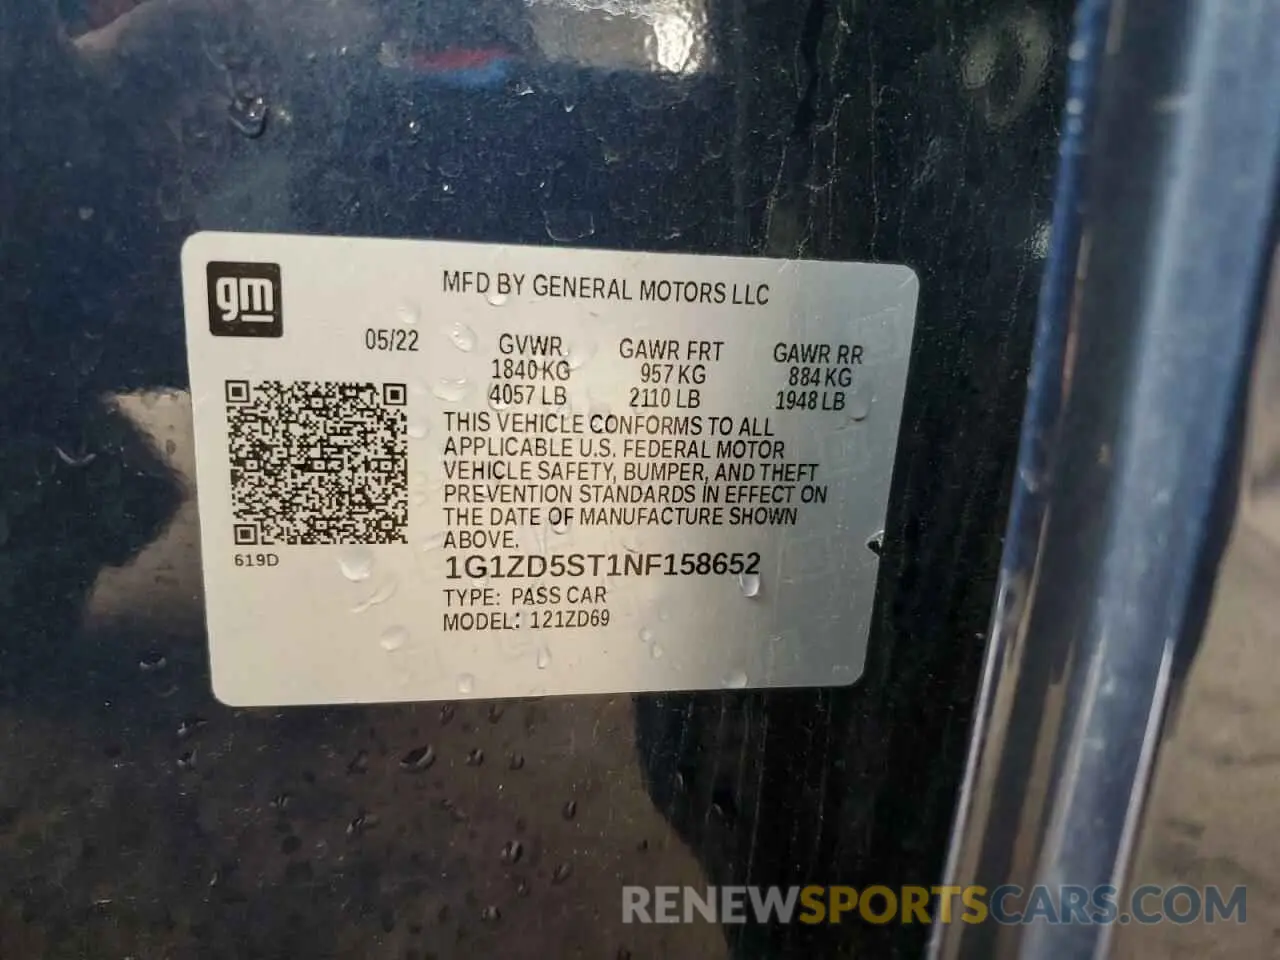 gm
MFD BY GENERAL MOTORS LLC
05/22
GVWR GAWR FRT GAWR RR
1840 KG 957 KG 884 KG
4057 LB 2110 LB 1948 LB
THIS VEHICLE CONFORMS TO ALL
APPLICABLE U.S. FEDERAL MOTOR
VEHICLE SAFETY, BUMPER, AND THEFT
PREVENTION STANDARDS IN EFFECT ON
THE DATE OF MANUFACTURE SHOWN
ABOVE.
619D
1G1ZD5ST1NF158652
TYPE: PASS CAR
MODEL: 121ZD69
RENEWSPORTSCARS.COM